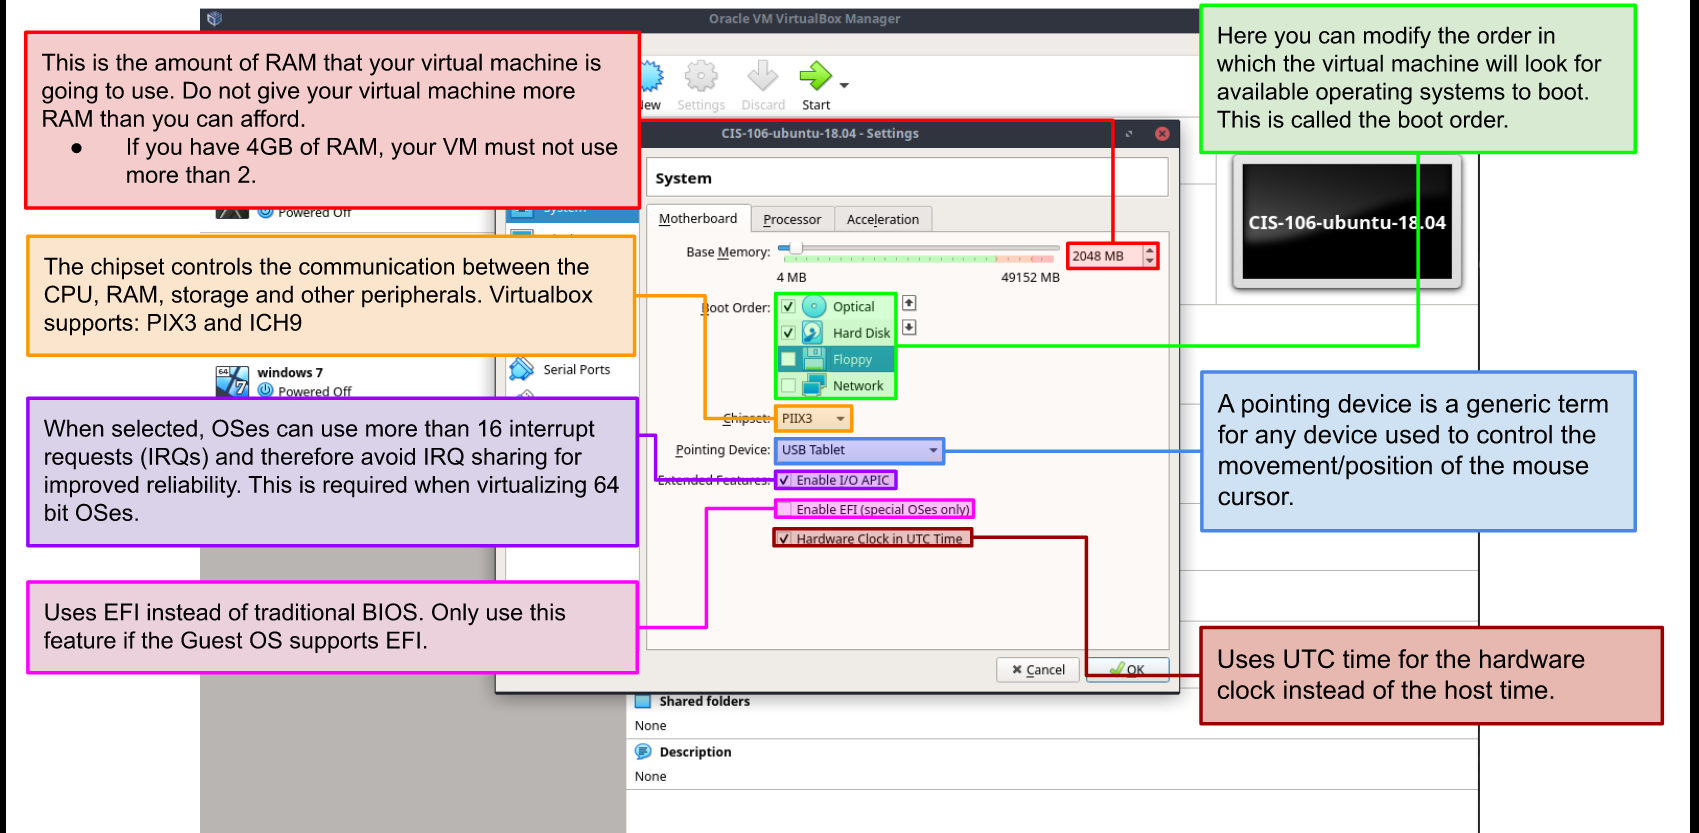 Oracle VM VirtualBox Manager
This is the amount of RAM that your virtual machine is
going to use. Do not give your virtual machine more
RAM than you can afford.
● If you have 4GB of RAM, your VM must not use
more than 2.
Here you can modify the order in
which the virtual machine will look for
available operating systems to boot.
This is called the boot order.
Settings
Discard
Start
CIS-106-ubuntu-18.04 - Settings
System
Powered Off
Motherboard
Processor
Acceleration
CIS-106-ubuntu-18.04
Base Memory:
2048 MB
4 MB
49152 MB
The chipset controls the communication between the
CPU, RAM, storage and other peripherals. Virtualbox
supports: PIX3 and ICH9
Boot Order:
Optical
Hard Disk
Floppy
Network
Serial Ports
windows 7
Powered Off
64
7
Chipset:
PIIX3
Pointing Device:
USB Tablet
Extended Features:
Enable I/O APIC
Enable EFI (special OSes only)
Hardware Clock in UTC Time
When selected, OSes can use more than 16 interrupt
requests (IRQs) and therefore avoid IRQ sharing for
improved reliability. This is required when virtualizing 64
bit OSes.
A pointing device is a generic term
for any device used to control the
movement/position of the mouse
cursor.
Uses EFI instead of traditional BIOS. Only use this
feature if the Guest OS supports EFI.
Uses UTC time for the hardware
clock instead of the host time.
Cancel
OK
Shared folders
None
Description
None